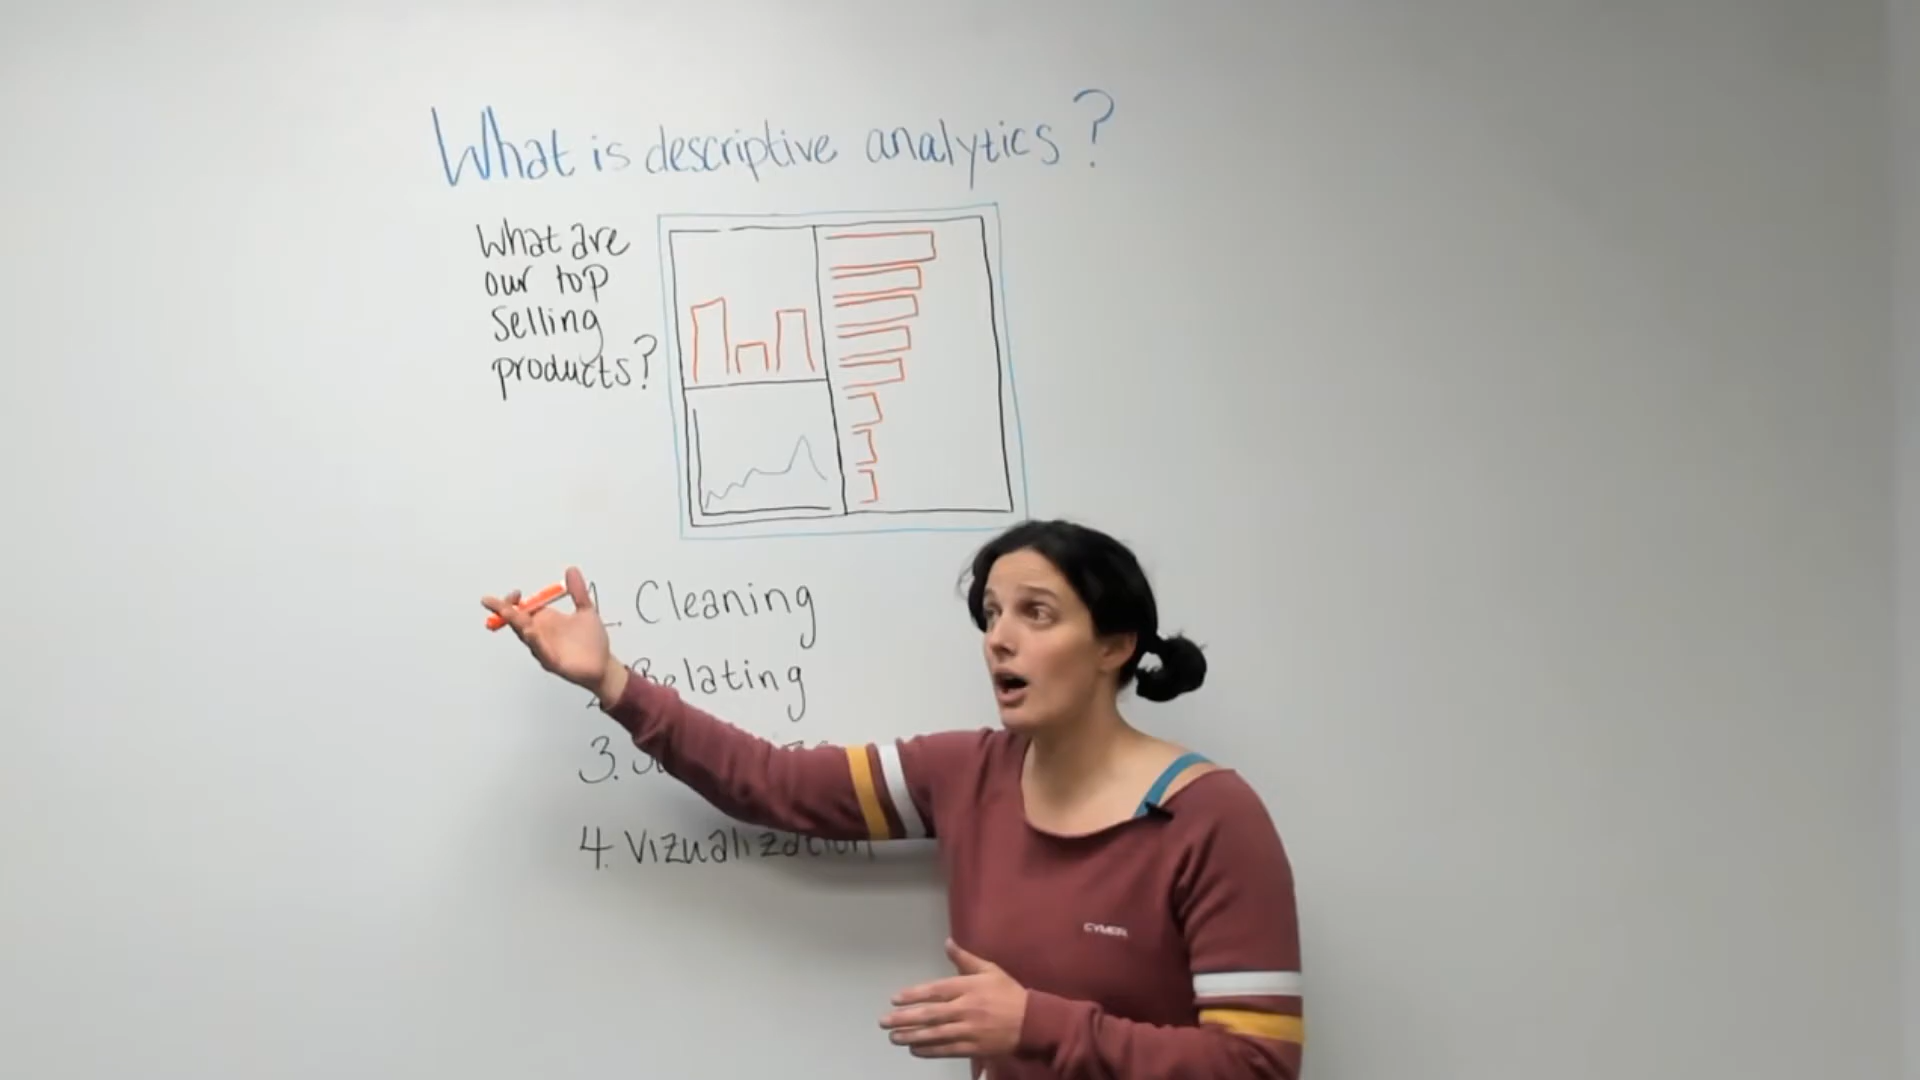 What is descriptive analytics?
What are
our top
selling
products?
1. Cleaning
2. Relating
3.
4. Vizualization